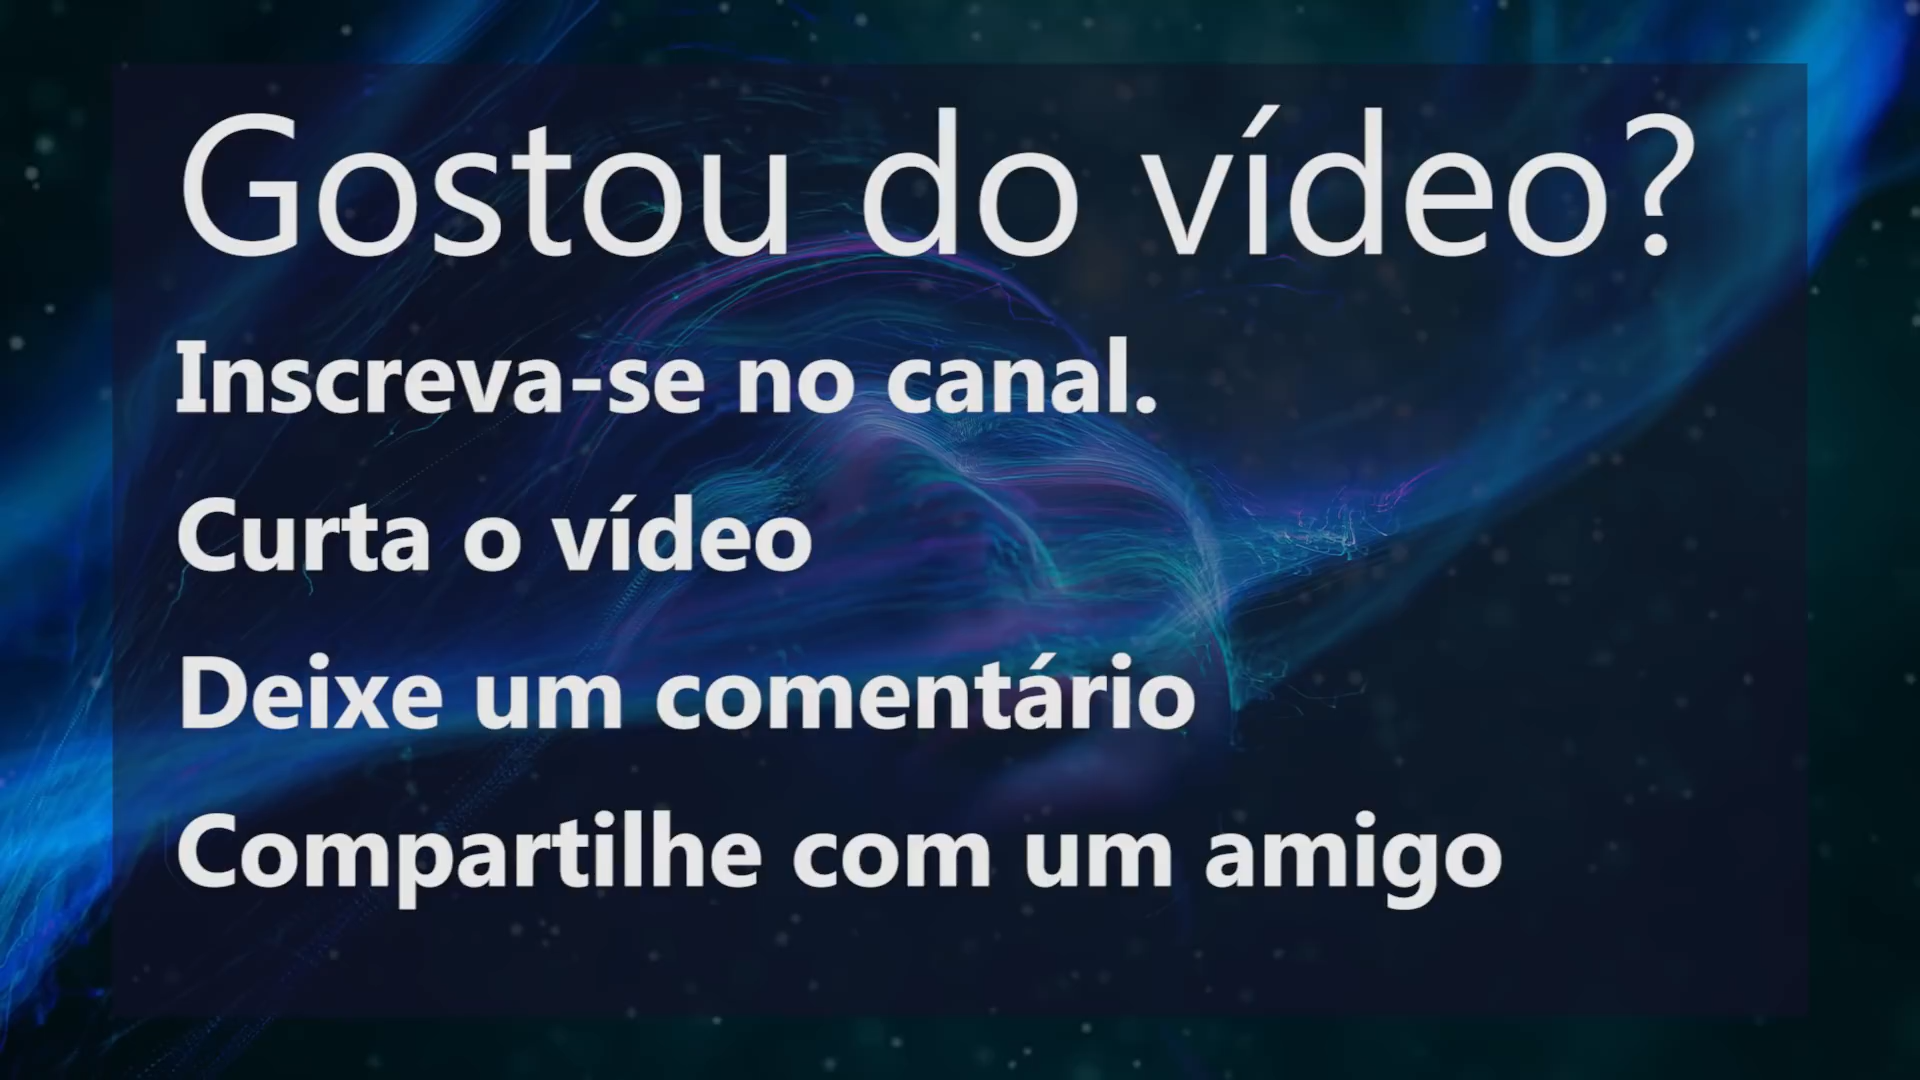 Gostou do vídeo?
Inscreva-se no canal.
Curta o vídeo
Deixe um comentário
Compartilhe com um amigo